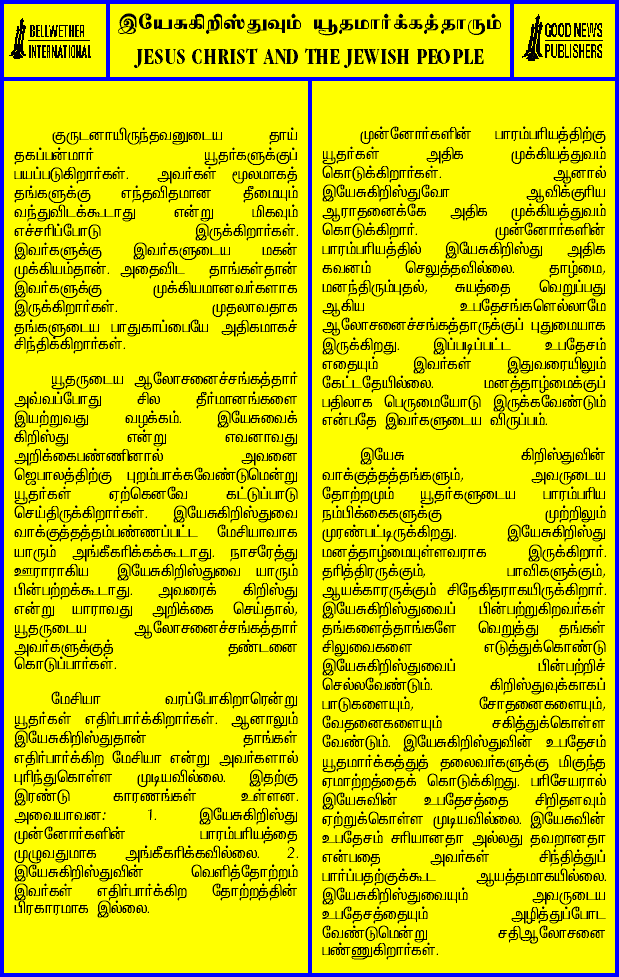 BELLWETHER
INTERNATIONAL
இயேசுகிறிஸ்துவும் யூதமார்க்கத்தாரும்
JESUS CHRIST AND THE JEWISH PEOPLE
GOOD NEWS
PUBLISHERS
குருடனாயிருந்தவனுடைய தாய்
தகப்பன்மார் யூதர்களுக்குப்
பயப்படுகிறார்கள். அவர்கள் மூலமாகத்
தங்களுக்கு எந்தவிதமான தீமையும்
வந்துவிடக்கூடாது என்று மிகவும்
எச்சரிப்போடு இருக்கிறார்கள்.
இவர்களுக்கு இவர்களுடைய மகன்
முக்கியம்தான். அதைவிட தாங்கள்தான்
இவர்களுக்கு முக்கியமானவர்களாக
இருக்கிறார்கள். முதலாவதாக
தங்களுடைய பாதுகாப்பையே அதிகமாகச்
சிந்திக்கிறார்கள்.
யூதருடைய ஆலோசனைச்சங்கத்தார்
அவ்வப்போது சில தீர்மானங்களை
இயற்றுவது வழக்கம். இயேசுவைக்
கிறிஸ்து என்று எவனாவது
அறிக்கைபண்ணினால் அவனை
ஜெபாலத்திற்கு புறம்பாக்கவேண்டுமென்று
யூதர்கள் ஏற்கெனவே கட்டுப்பாடு
செய்திருக்கிறார்கள். இயேசுகிறிஸ்துவை
வாக்குத்தத்தம்பண்ணப்பட்ட மேசியாவாக
யாரும் அங்கீகரிக்கக்கூடாது. நாசரேத்து
ஊராராகிய இயேசுகிறிஸ்துவை யாரும்
பின்பற்றக்கூடாது. அவரைக் கிறிஸ்து
என்று யாராவது அறிக்கை செய்தால்,
யூதருடைய ஆலோசனைச்சங்கத்தார்
அவர்களுக்குத் தண்டனை
கொடுப்பார்கள்.
மேசியா வரப்போகிறாரென்று
யூதர்கள் எதிர்பார்க்கிறார்கள். ஆனாலும்
இயேசுகிறிஸ்துதான் தாங்கள்
எதிர்பார்க்கிற மேசியா என்று அவர்களால்
புரிந்துகொள்ள முடியவில்லை. இதற்கு
இரண்டு காரணங்கள் உள்ளன.
அவையாவன: 1. இயேசுகிறிஸ்து
முன்னோர்களின் பாரம்பரியத்தை
முழுவதுமாக அங்கீகரிக்கவில்லை. 2.
இயேசுகிறிஸ்துவின் வெளித்தோற்றம்
இவர்கள் எதிர்பார்க்கிற தோற்றத்தின்
பிரகாரமாக இல்லை.
முன்னோர்களின் பாரம்பரியத்திற்கு
யூதர்கள் அதிக முக்கியத்துவம்
கொடுக்கிறார்கள். ஆனால்
இயேசுகிறிஸ்துவோ ஆவிக்குரிய
ஆராதனைக்கே அதிக முக்கியத்துவம்
கொடுக்கிறார். முன்னோர்களின்
பாரம்பரியத்தில் இயேசுகிறிஸ்து அதிக
கவனம் செலுத்தவில்லை. தாழ்மை,
மனந்திரும்புதல், சுயத்தை வெறுப்பது
ஆகிய உபதேசங்களெல்லாமே
ஆலோசனைச்சங்கத்தாருக்குப் புதுமையாக
இருக்கிறது. இப்படிப்பட்ட உபதேசம்
எதையும் இவர்கள் இதுவரையிலும்
கேட்டதேயில்லை. மனத்தாழ்மைக்குப்
பதிலாக பெருமையோடு இருக்கவேண்டும்
என்பதே இவர்களுடைய விருப்பம்.
இயேசு கிறிஸ்துவின்
வாக்குத்தத்தங்களும், அவருடைய
தோற்றமும் யூதர்களுடைய பாரம்பரிய
நம்பிக்கைகளுக்கு முற்றிலும்
முரண்பட்டிருக்கிறது. இயேசுகிறிஸ்து
மனத்தாழ்மையுள்ளவராக இருக்கிறார்.
தரித்திரருக்கும், பாவிகளுக்கும்,
ஆயக்காரருக்கும் சிநேகிதராகயிருக்கிறார்.
இயேசுகிறிஸ்துவைப் பின்பற்றுகிறவர்கள்
தங்களைத்தாங்களே வெறுத்து தங்கள்
சிலுவைகளை எடுத்துக்கொண்டு
இயேசுகிறிஸ்துவைப் பின்பற்றிச்
செல்லவேண்டும். கிறிஸ்துவுக்காகப்
பாடுகளையும், சோதனைகளையும்,
வேதனைகளையும் சகித்துக்கொள்ள
வேண்டும். இயேசுகிறிஸ்துவின் உபதேசம்
யூதமார்க்கத்துத் தலைவர்களுக்கு மிகுந்த
ஏமாற்றத்தைக் கொடுக்கிறது. பரிசேயரால்
இயேசுவின் உபதேசத்தை சிறிதளவும்
ஏற்றுக்கொள்ள முடியவில்லை. இயேசுவின்
உபதேசம் சரியானதா அல்லது தவறானதா
என்பதை அவர்கள் சிந்தித்துப்
பார்ப்பதற்குக்கூட ஆயத்தமாகயில்லை.
இயேசுகிறிஸ்துவையும் அவருடைய
உபதேசத்தையும் அழித்துப்போட
வேண்டுமென்று சதிஆலோசனை
பண்ணுகிறார்கள்.